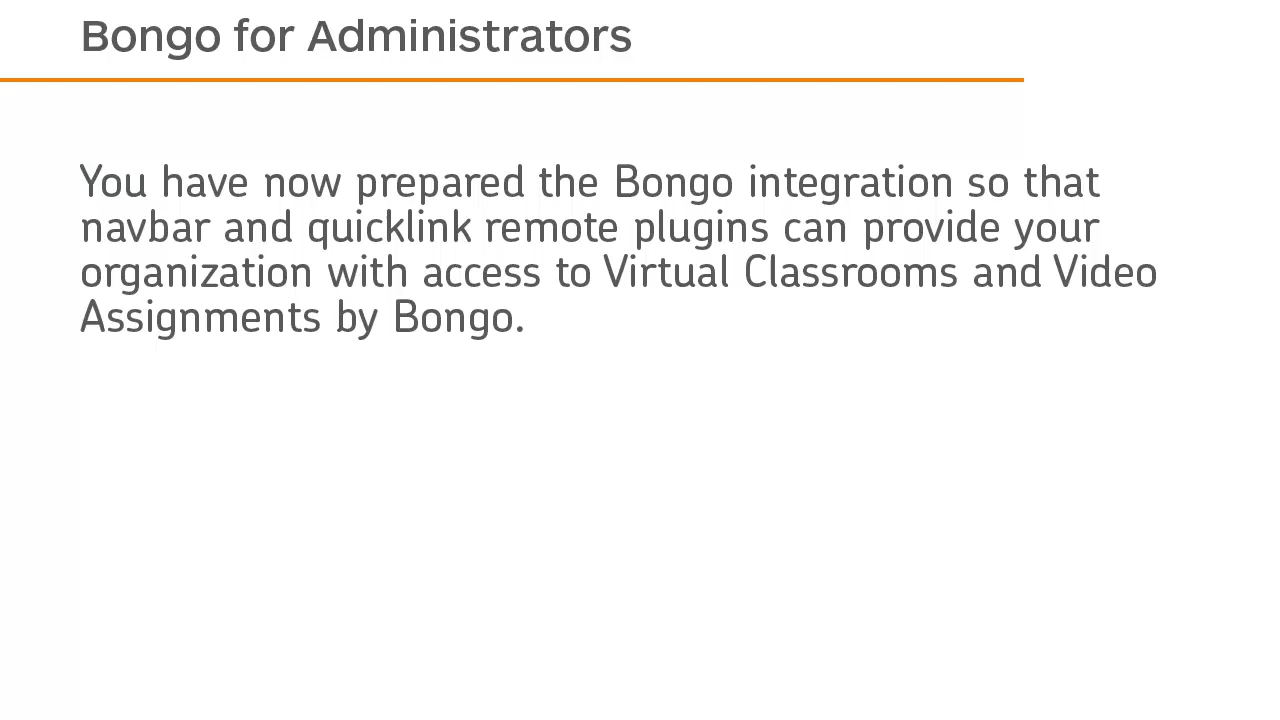 Bongo for Administrators
You have now prepared the Bongo integration so that
navbar and quicklink remote plugins can provide your
organization with access to Virtual Classrooms and Video
Assignments by Bongo.